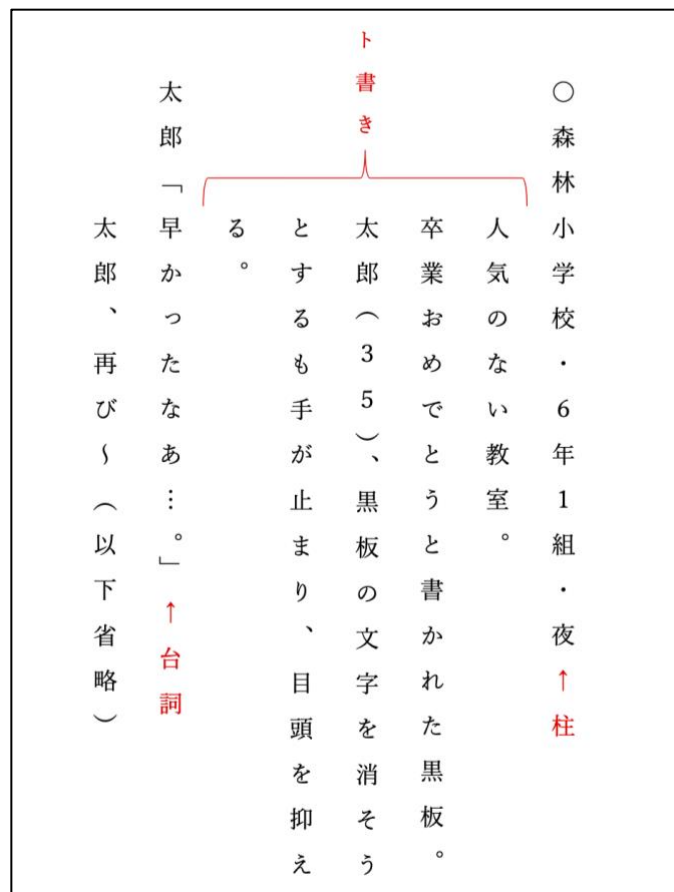 ○森林小学校・6年1組・夜↑柱
ト書き
人気のない教室。
卒業おめでとうと書かれた黒板。
太郎（35）、黒板の文字を消そう
とするも手が止まり、目頭を抑え
る。
太郎「早かったなあ…。」↑台詞
太郎、再び～（以下省略）